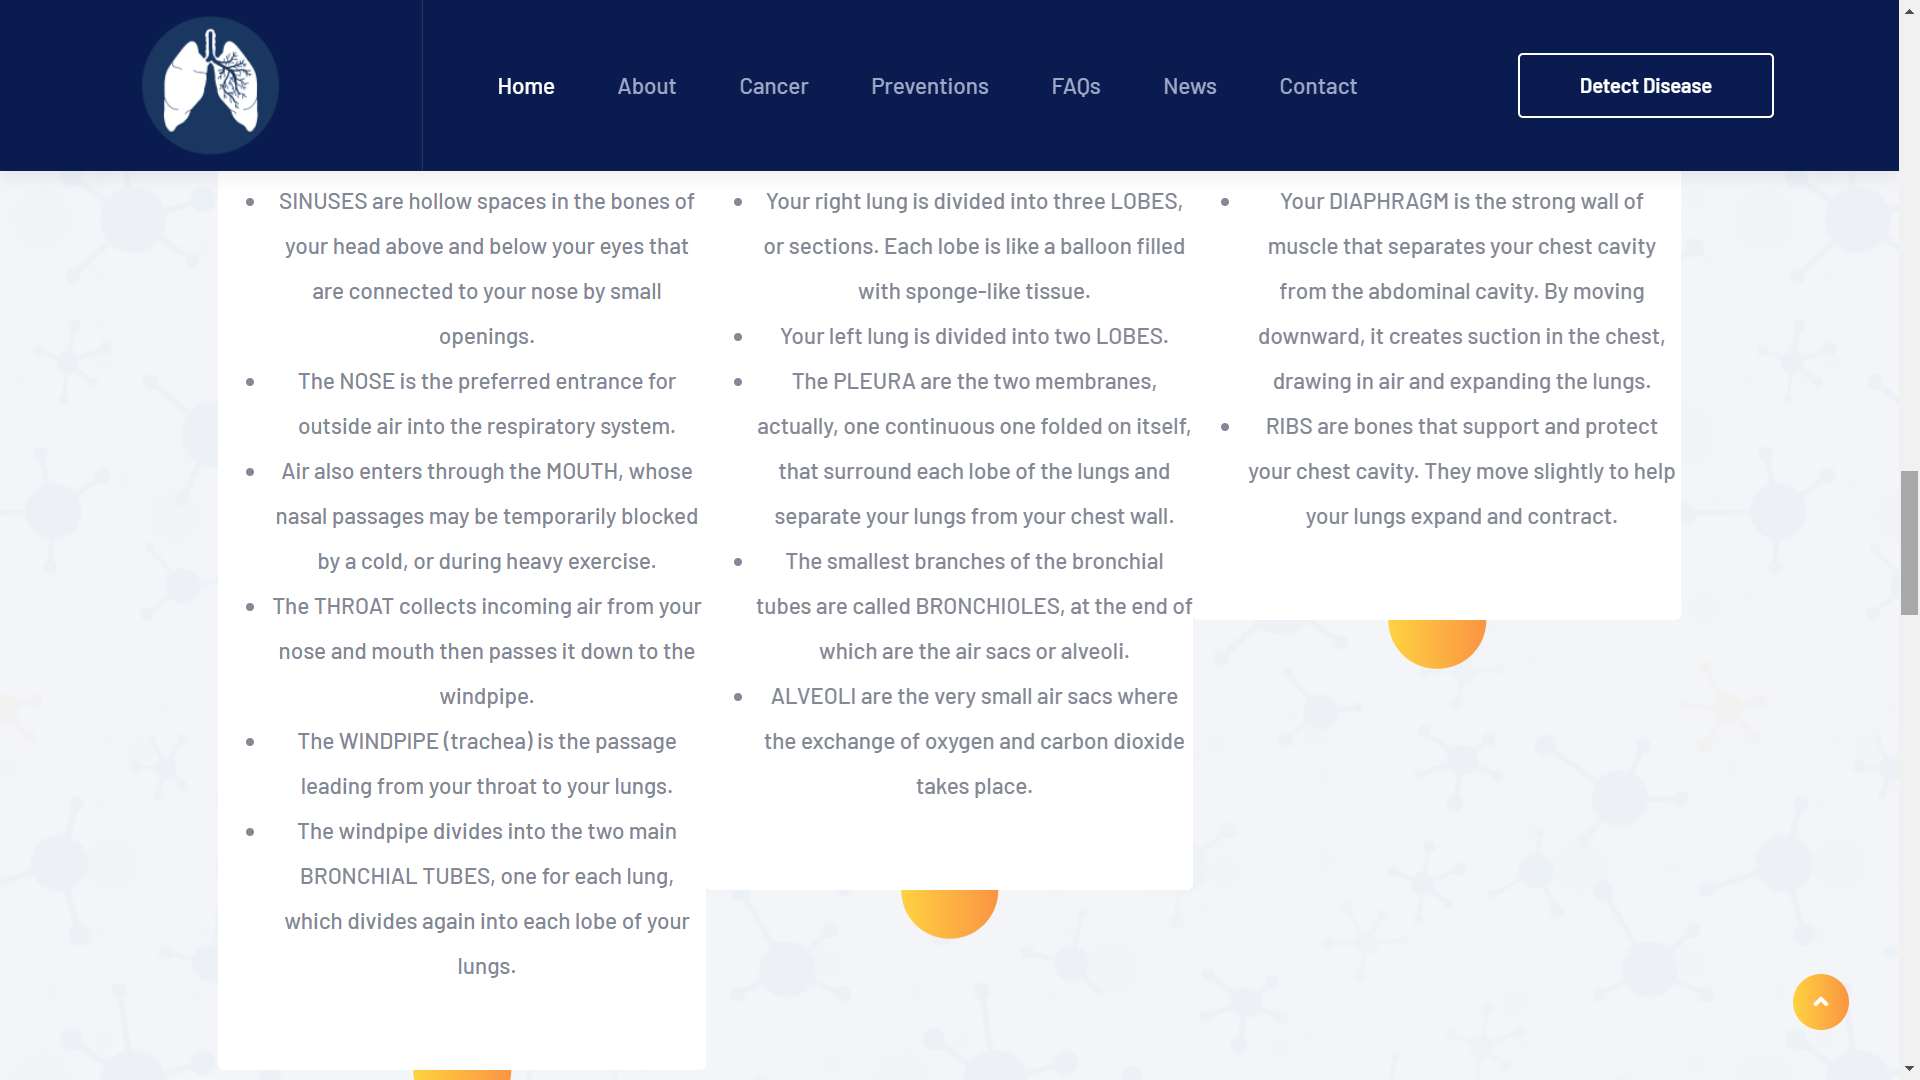 Home
About
Cancer
Preventions
FAQs
News
Contact
Detect Disease
SINUSES are hollow spaces in the bones of
your head above and below your eyes that
are connected to your nose by small
openings.
The NOSE is the preferred entrance for
outside air into the respiratory system.
Air also enters through the MOUTH, whose
nasal passages may be temporarily blocked
by a cold, or during heavy exercise.
The THROAT collects incoming air from your
nose and mouth then passes it down to the
windpipe.
The WINDPIPE (trachea) is the passage
leading from your throat to your lungs.
The windpipe divides into the two main
BRONCHIAL TUBES, one for each lung,
which divides again into each lobe of your
lungs.
Your right lung is divided into three LOBES,
or sections. Each lobe is like a balloon filled
with sponge-like tissue.
Your left lung is divided into two LOBES.
The PLEURA are the two membranes,
actually, one continuous one folded on itself,
that surround each lobe of the lungs and
separate your lungs from your chest wall.
The smallest branches of the bronchial
tubes are called BRONCHIOLES, at the end of
which are the air sacs or alveoli.
ALVEOLI are the very small air sacs where
the exchange of oxygen and carbon dioxide
takes place.
Your DIAPHRAGM is the strong wall of
muscle that separates your chest cavity
from the abdominal cavity. By moving
downward, it creates suction in the chest,
drawing in air and expanding the lungs.
RIBS are bones that support and protect
your chest cavity. They move slightly to help
your lungs expand and contract.